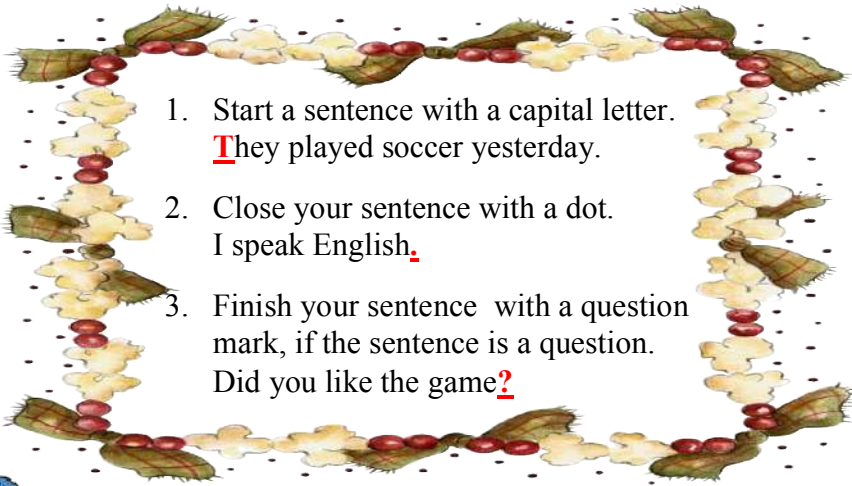 1. Start a sentence with a capital letter.
They played soccer yesterday.
2. Close your sentence with a dot.
I speak English.
3. Finish your sentence  with a question
mark, if the sentence is a question.
Did you like the game?